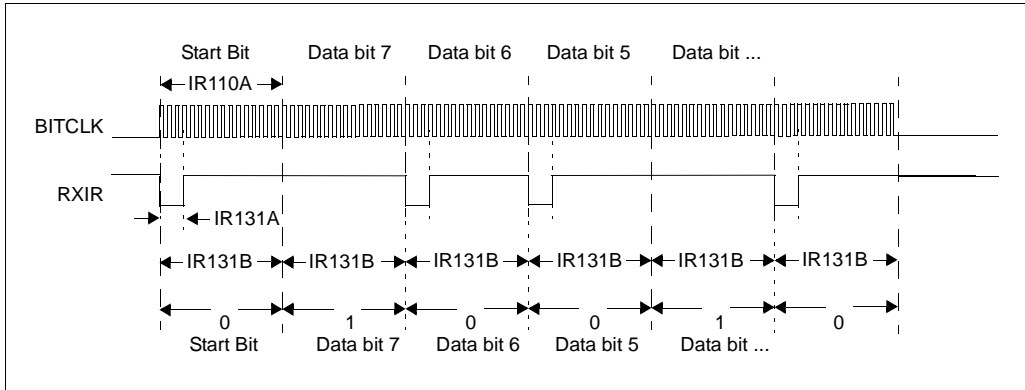 Start Bit Data bit 7 Data bit 6 Data bit 5 Data bit ...
IR110A
BITCLK
RXIR
IR131A
IR131B IR131B IR131B IR131B IR131B IR131B
0 1 0 0 1 0
Start Bit Data bit 7 Data bit 6 Data bit 5 Data bit ...